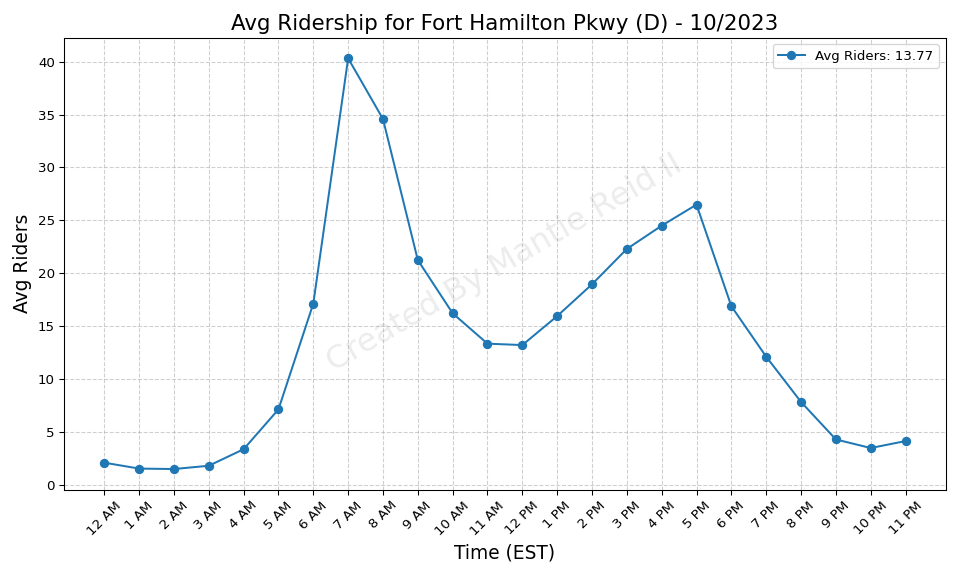 Avg Ridership for Fort Hamilton Pkwy (D) - 10/2023
Avg Riders: 13.77
40
35
30
25
20
15
10
5
0
Avg Riders
Created By Mantle Reid II
12 AM
1 AM
2 AM
3 AM
4 AM
5 AM
6 AM
7 AM
8 AM
9 AM
10 AM
11 AM
12 PM
1 PM
2 PM
3 PM
4 PM
5 PM
6 PM
7 PM
8 PM
9 PM
10 PM
11 PM
Time (EST)